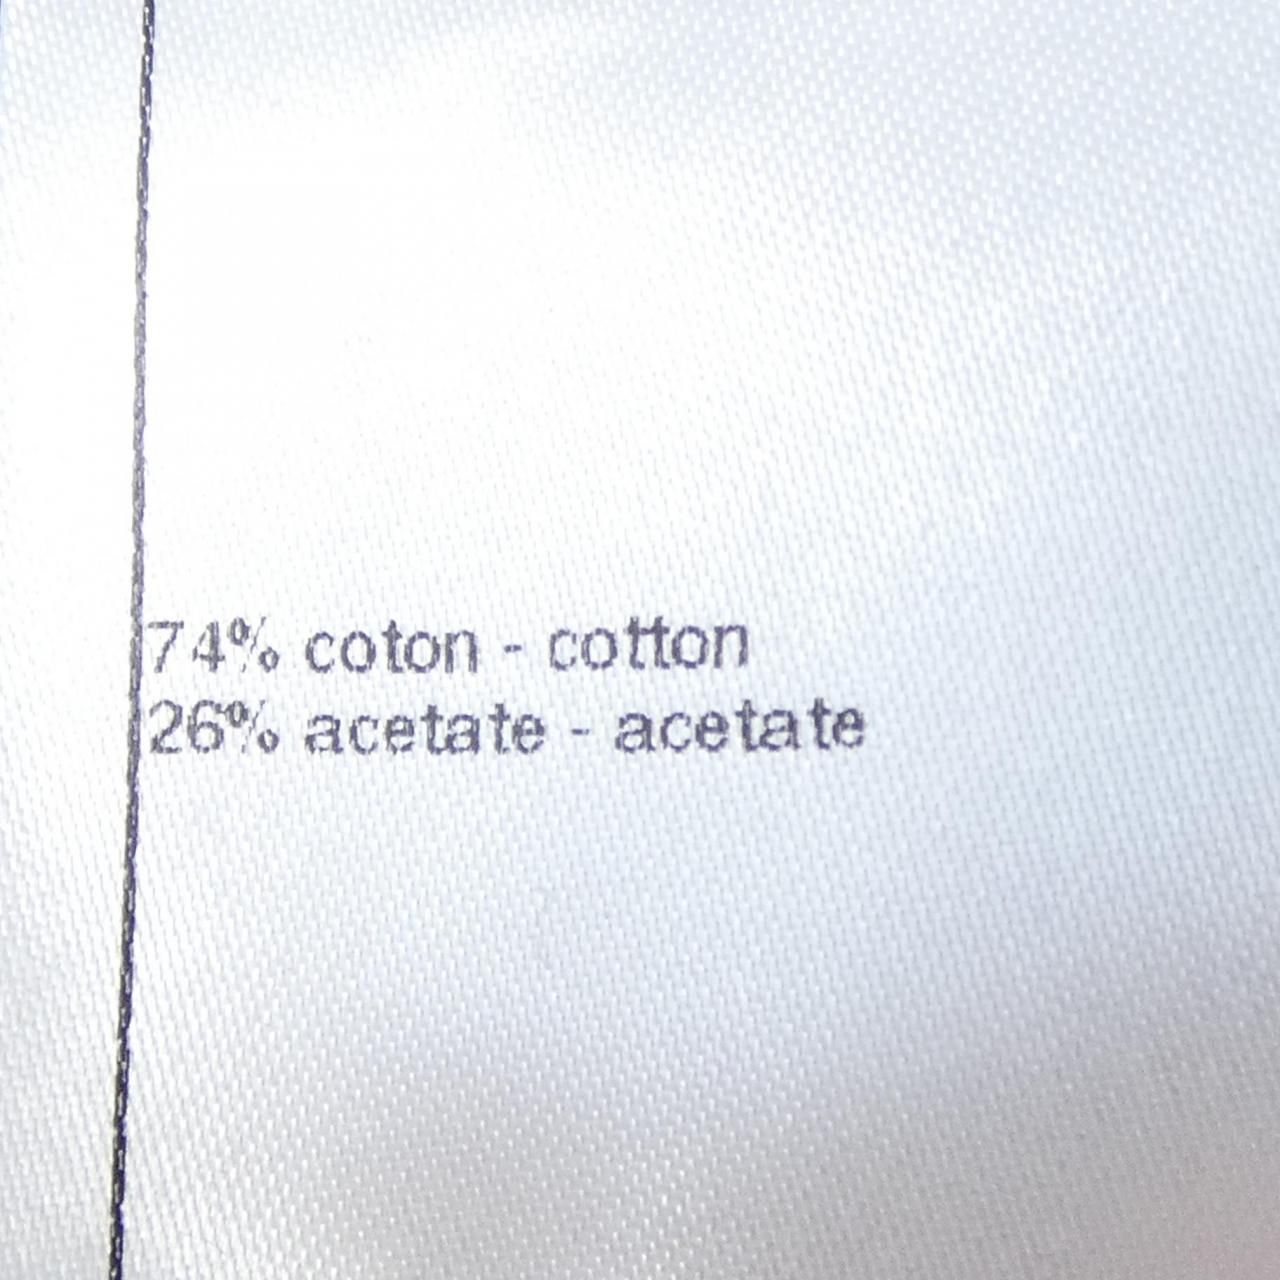 74% coton - cotton
26% acetate - acetate